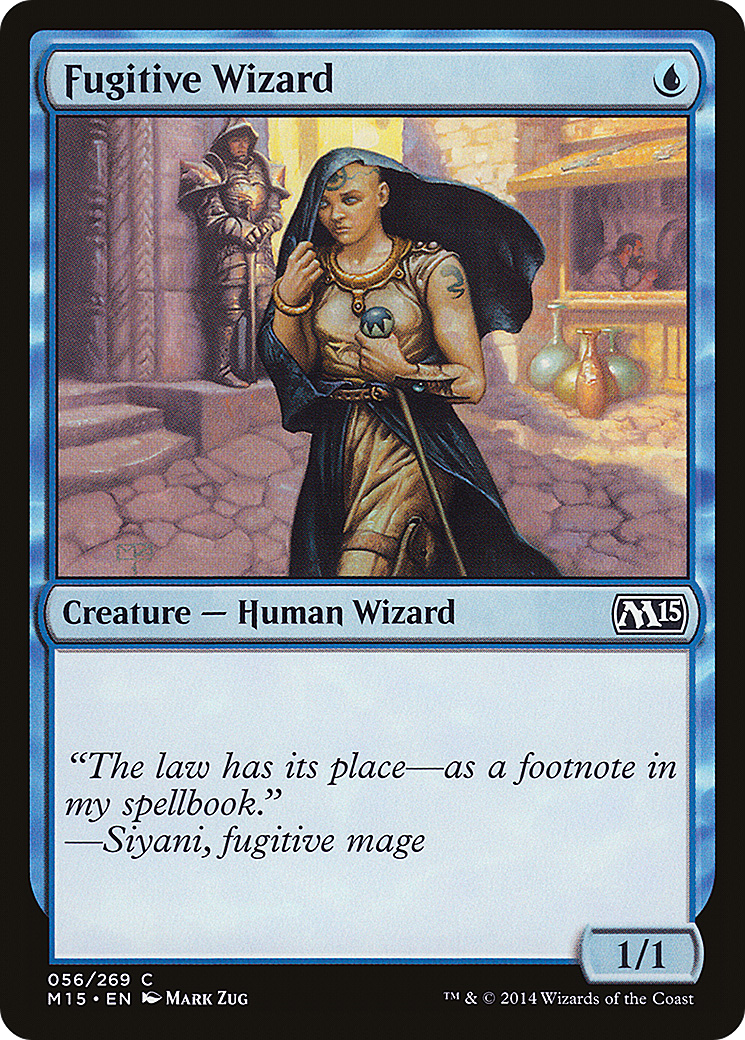 Fugitive Wizard
Creature — Human Wizard
M15
“The law has its place—as a footnote in
my spellbook.”
—Siyani, fugitive mage
1/1
056/269 C
M15 • EN Mark Zug
™ & © 2014 Wizards of the Coast